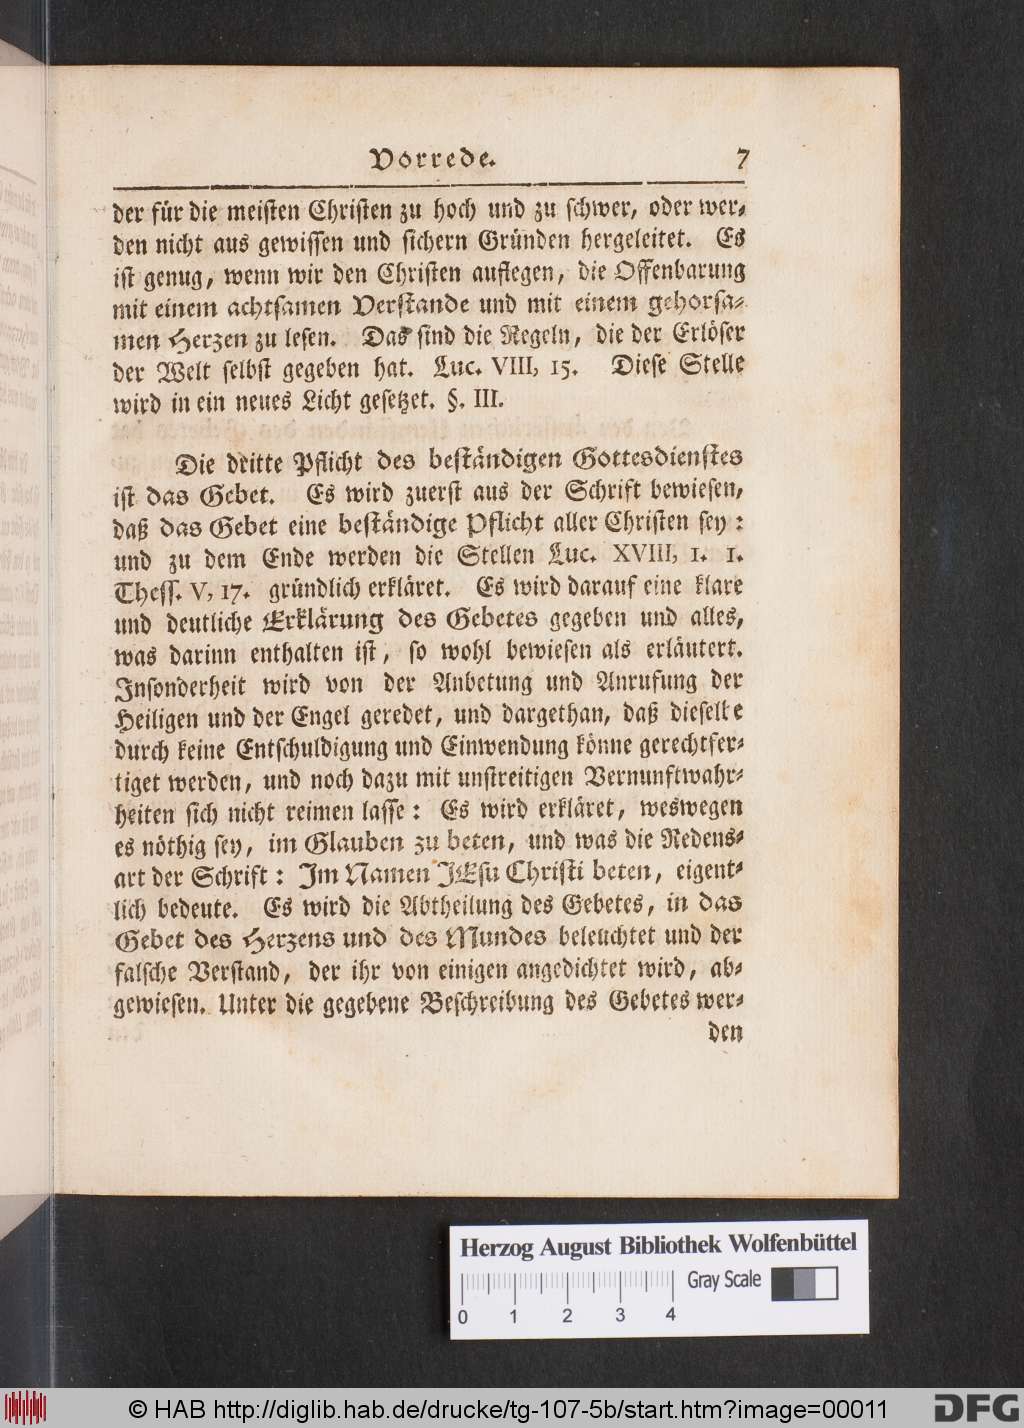 Vorrede. 7
der für die meisten Christen zu hoch und zu schwer, oder wer-
den nicht aus gewissen und sichern Gründen hergeleitet. Es
ist genug, wenn wir den Christen auflegen, die Offenbarung
mit einem achtsamen Verstande und mit einem gehorsa-
men Herzen zu lesen. Das sind die Regeln, die der Erlöser
der Welt selbst gegeben hat. Luc. VIII, 15. Diese Stelle
wird in ein neues Licht gesetzet. §. III.
Die dritte Pflicht des beständigen Gottesdienstes
ist das Gebet. Es wird zuerst aus der Schrift bewiesen,
daß das Gebet eine beständige Pflicht aller Christen sey:
und zu dem Ende werden die Stellen Luc. XVIII, 1. 1.
Thess. V, 17. gründlich erkläret. Es wird darauf eine klare
und deutliche Erklärung des Gebetes gegeben und alles,
was darinn enthalten ist, so wohl bewiesen als erläutert.
Insonderheit wird von der Anbetung und Anrufung der
Heiligen und der Engel geredet, und dargethan, daß dieselbe
durch keine Entschuldigung und Einwendung könne gerechtfer-
tiget werden, und noch dazu mit unstreitigen Vernunftwahr-
heiten sich nicht reimen lasse: Es wird erkläret, weswegen
es nöthig sey, im Glauben zu beten, und was die Redens-
art der Schrift: Im Namen JEsu Christi beten, eigent-
lich bedeute. Es wird die Abtheilung des Gebetes, in das
Gebet des Herzens und des Mundes beleuchtet und der
falsche Verstand, der ihr von einigen angedichtet wird, ab-
gewiesen. Unter die gegebene Beschreibung des Gebetes wer-
den
Herzog August Bibliothek Wolfenbüttel
Gray Scale
0 1 2 3 4
© HAB http://diglib.hab.de/drucke/tg-107-5b/start.htm?image=00011
DFG